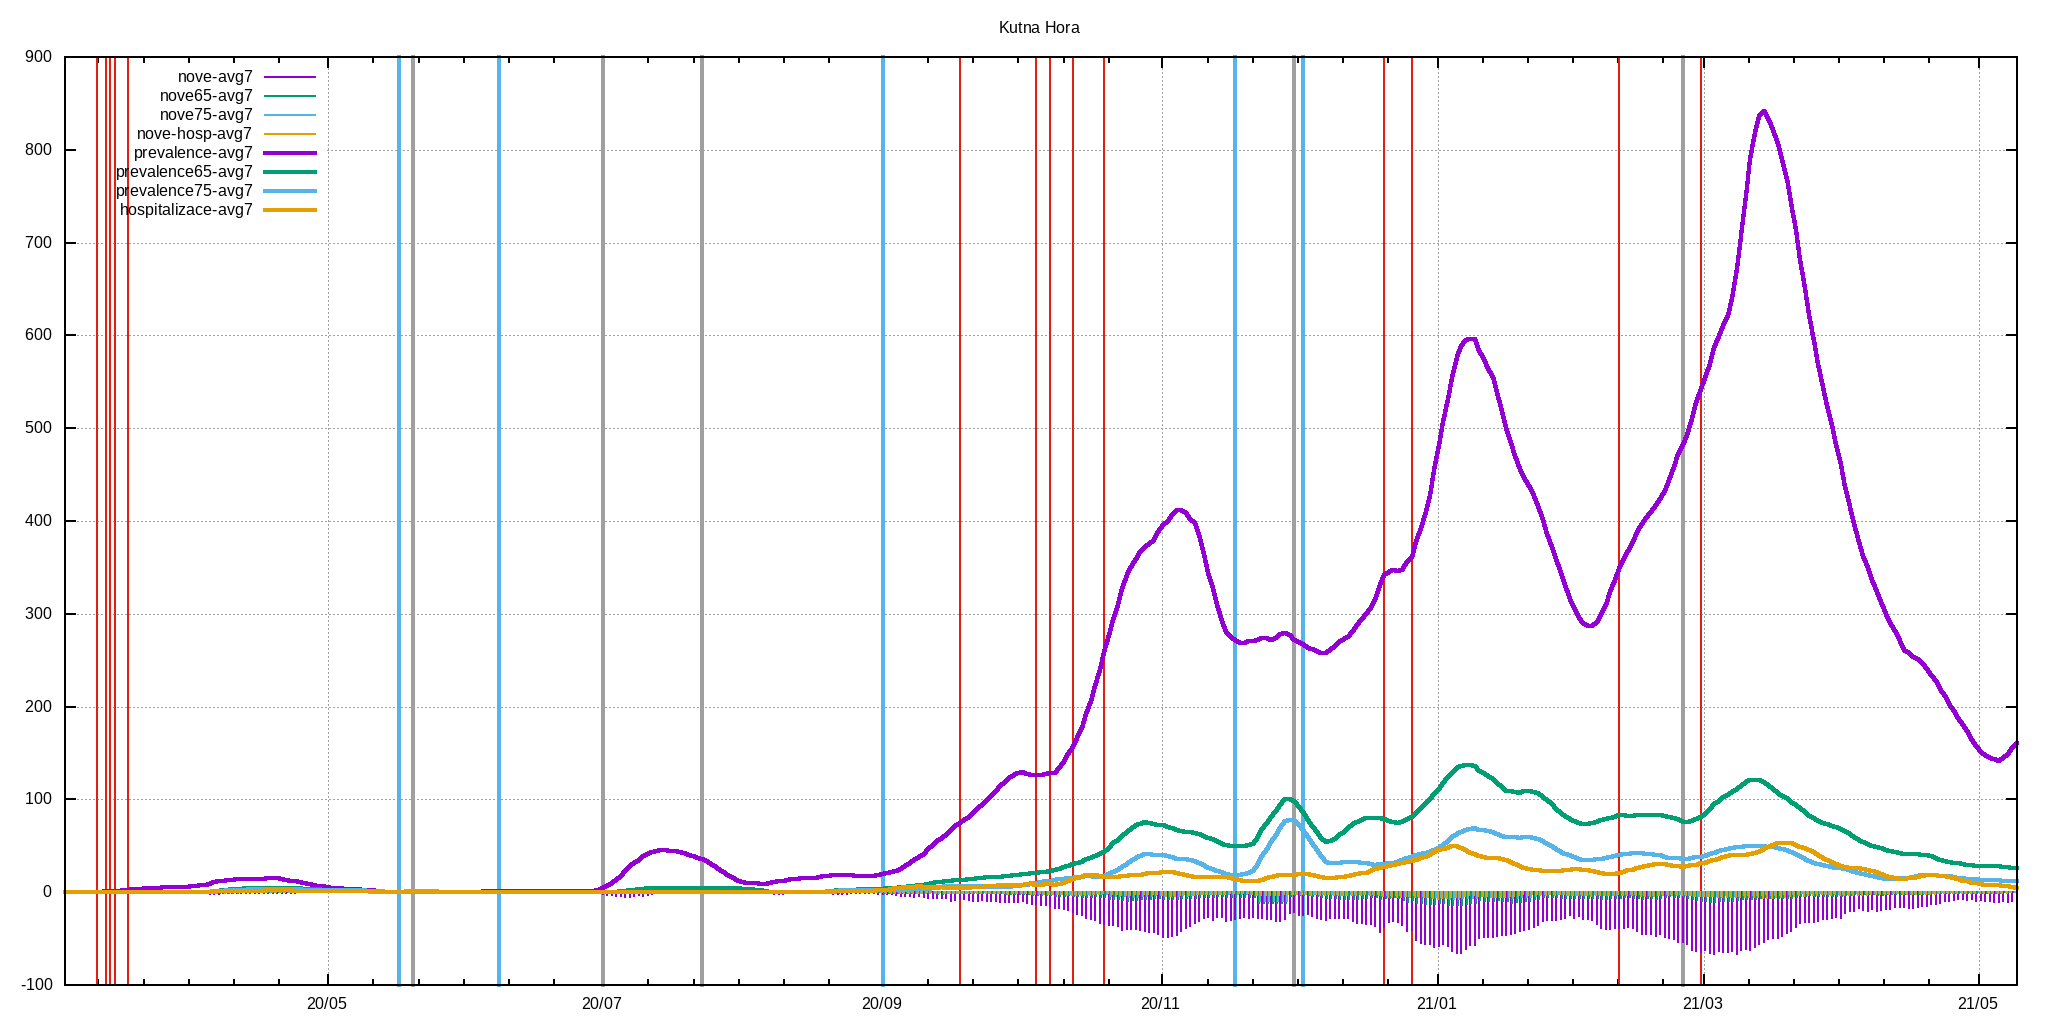 Kutna Hora
900
800
700
600
500
400
300
200
100
0
-100
nove-avg7
nove65-avg7
nove75-avg7
nove-hosp-avg7
prevalence-avg7
prevalence65-avg7
prevalence75-avg7
hospitalizace-avg7
20/05
20/07
20/09
20/11
21/01
21/03
21/05